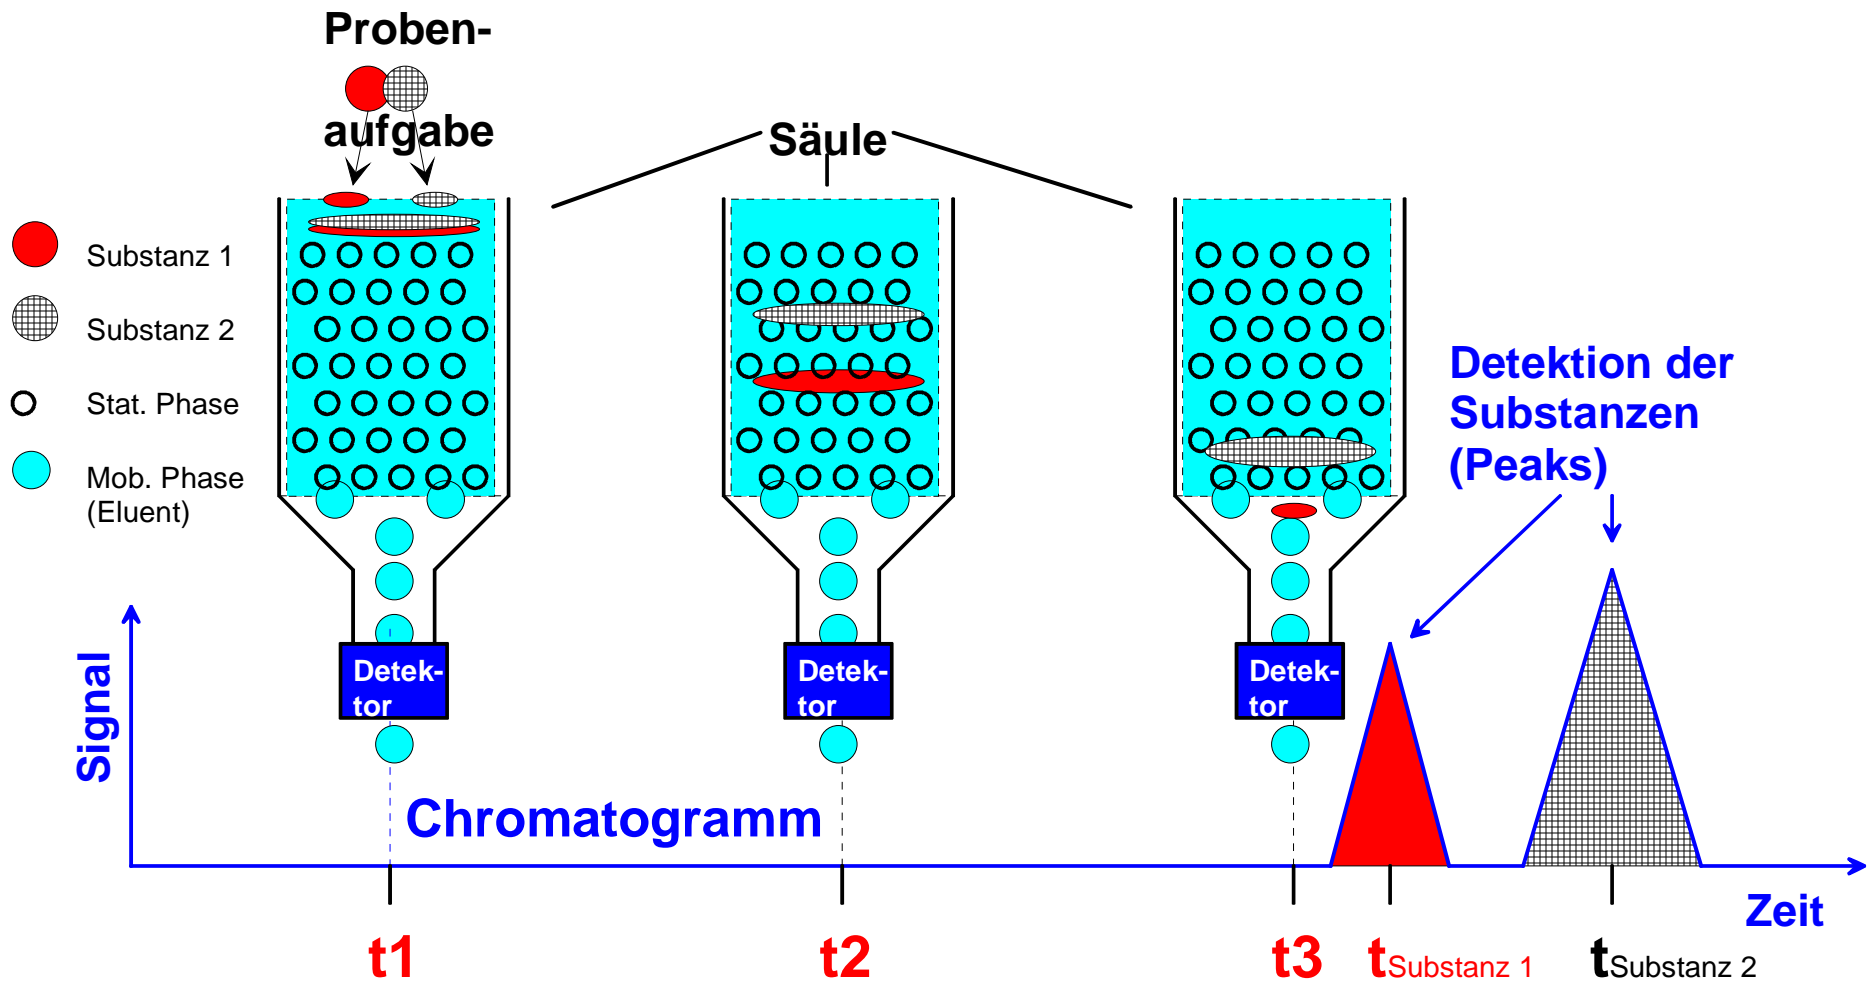 Proben-
aufgabe
Säule
Substanz 1
Substanz 2
Stat. Phase
Mob. Phase
(Eluent)
Detektion der
Substanzen
(Peaks)
Signal
Detek-
tor
Detek-
tor
Detek-
tor
Chromatogramm
Zeit
t1
t2
t3
tSubstanz 1
tSubstanz 2